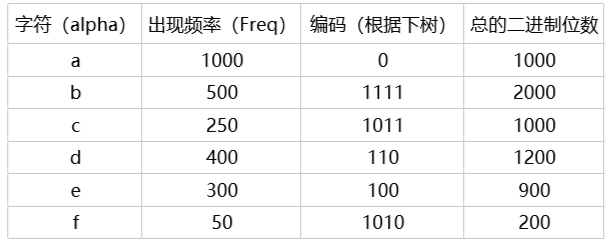 字符（alpha） 出现频率（Freq） 编码（根据下树） 总的二进制位数
a 1000 0 1000
b 500 1111 2000
c 250 1011 1000
d 400 110 1200
e 300 100 900
f 50 1010 200